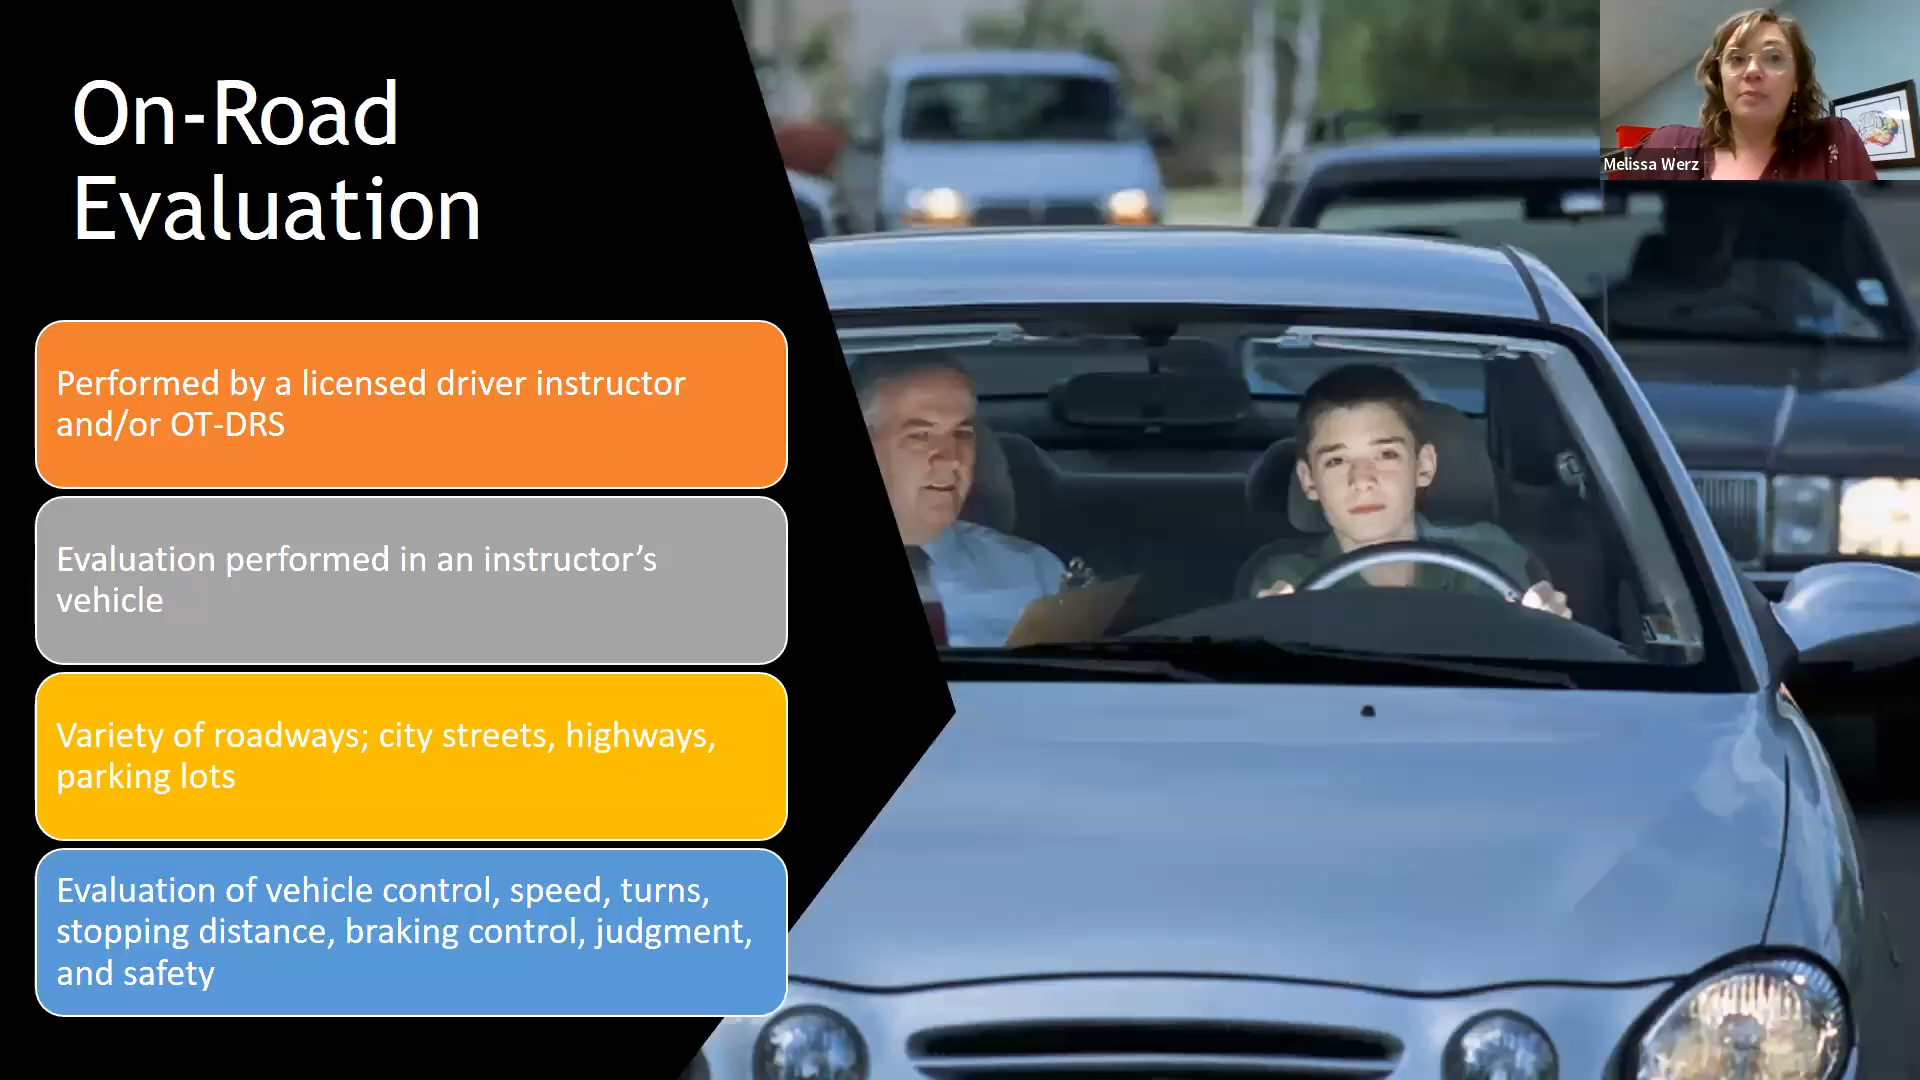 On-Road
Evaluation
Melissa Werz
Performed by a licensed driver instructor
and/or OT-DRS
Evaluation performed in an instructor’s
vehicle
Variety of roadways; city streets, highways,
parking lots
Evaluation of vehicle control, speed, turns,
stopping distance, braking control, judgment,
and safety